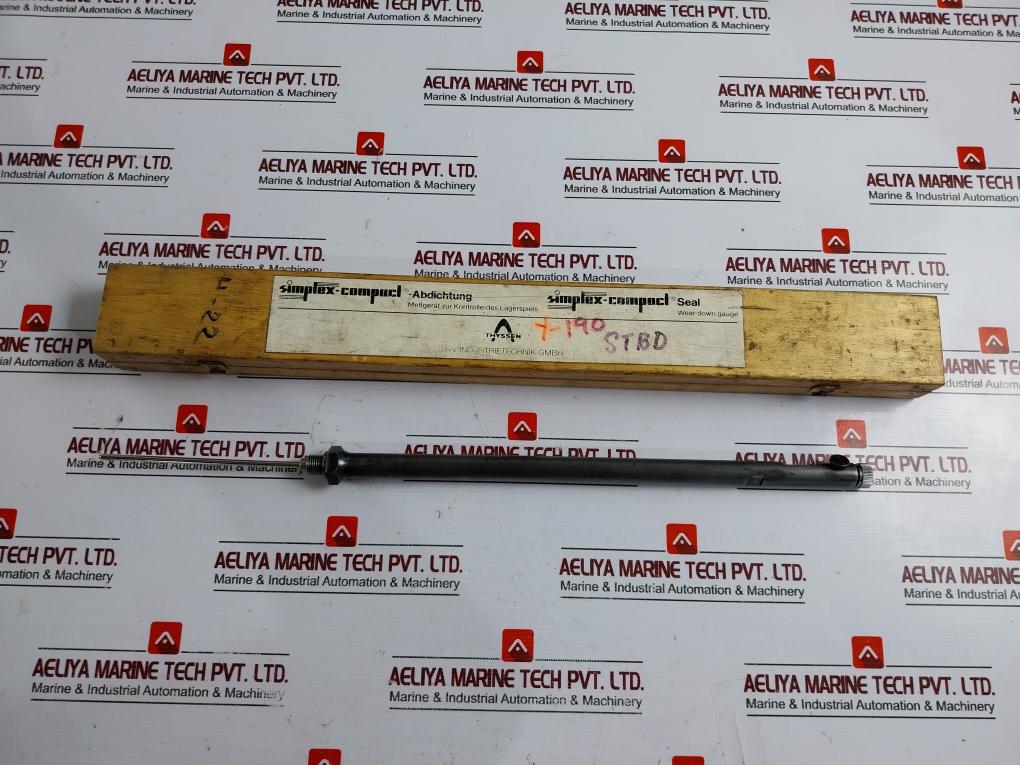 AELIYA MARINE TECH PVT. LTD.
Marine & Industrial Automation & Machinery
simplex-compact® -Abdichtung
Meßgerät zur Kontrolle des Lagerspiels
simplex-compact® Seal
Wear down gauge
THYSSEN
INDUSTRIETECHNIK GMBH
190
STBD